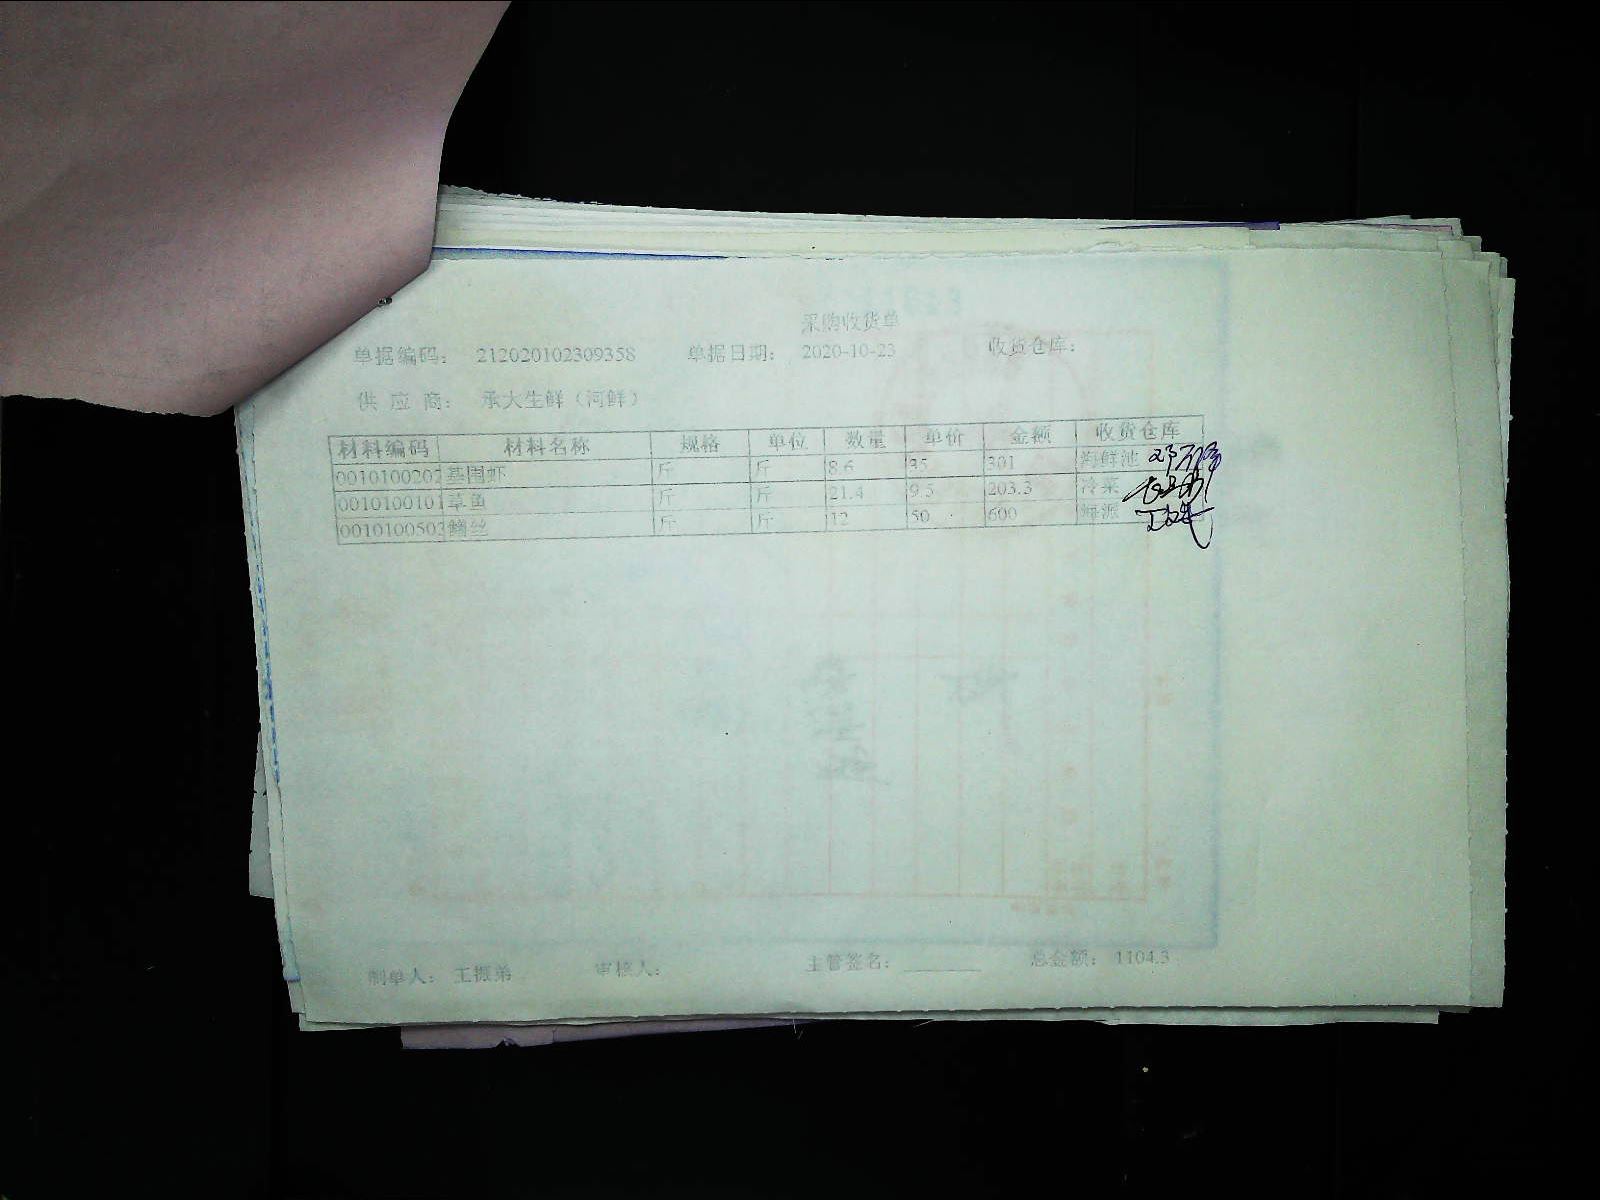 采购收货单
单据编码： 212020102309358 单据日期： 2020-10-23 收货仓库：
供 应 商： 承大生鲜（河鲜）
材料编码 材料名称 规格 单位 数量 单价 金额 收货仓库
0010100202 基围虾 斤 斤 8.6 35 301 海鲜池
0010100101 草鱼 斤 斤 21.4 9.5 203.3 冷菜
0010100503 鳝丝 斤 斤 12 50 600 海派
制单人： 王振弟 审核人： 主管签名： 总金额： 1104.3